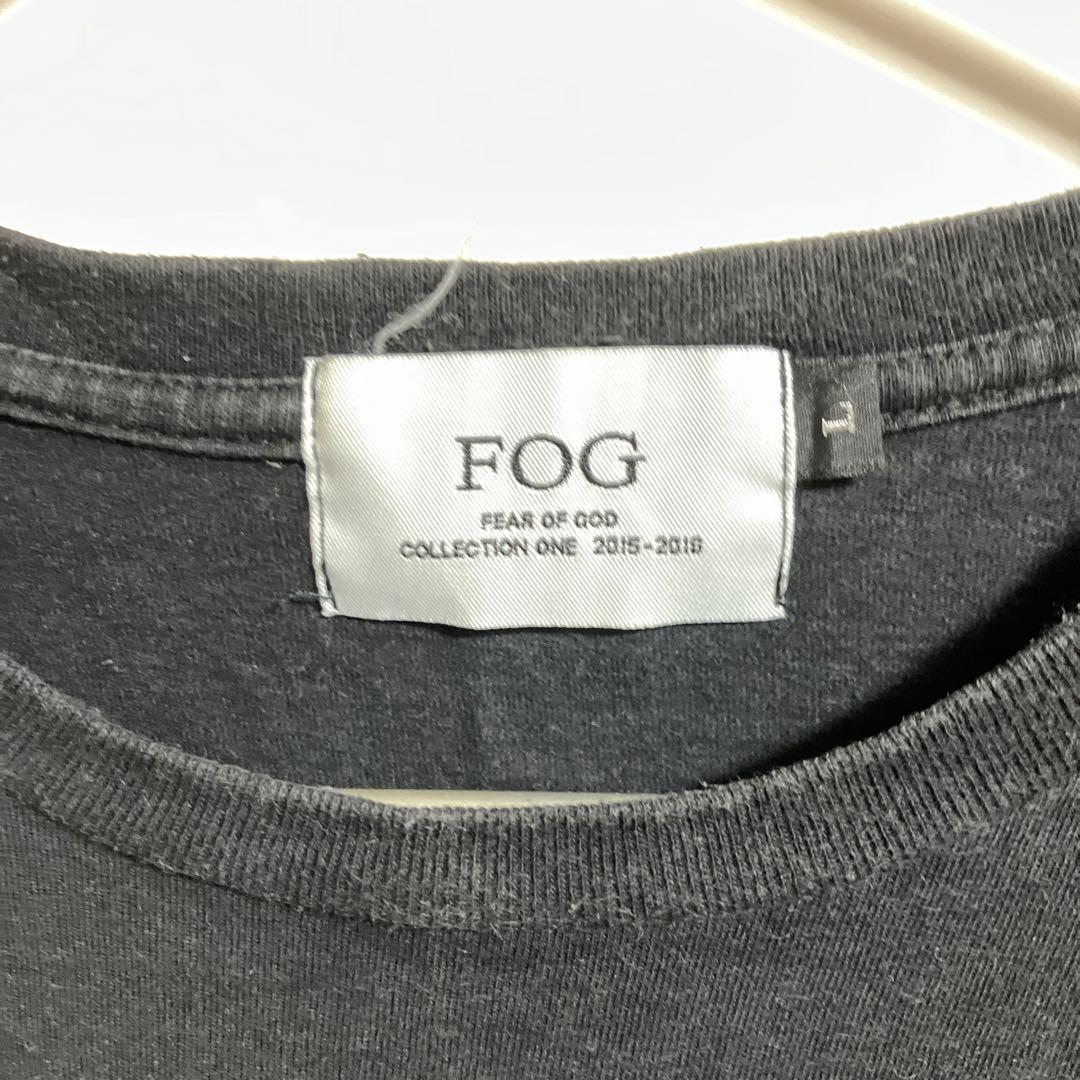 FOG
FEAR OF GOD
COLLECTION ONE 2015-2016
L